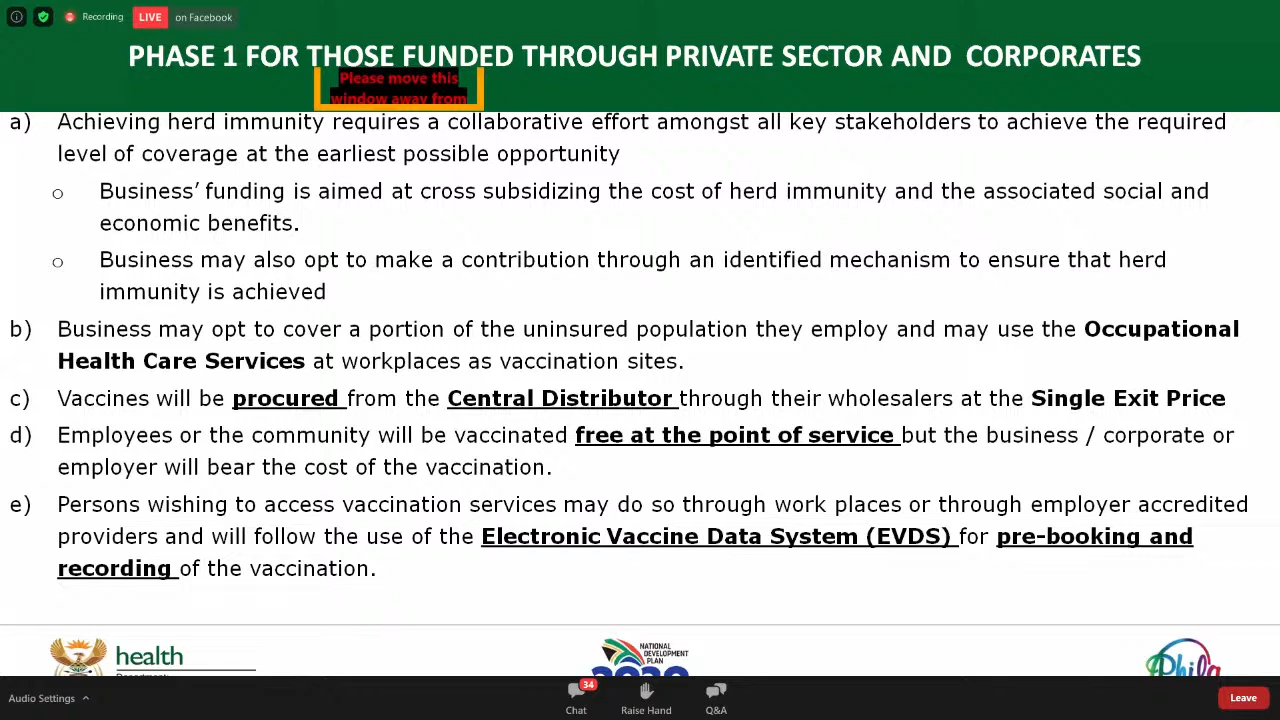 Recording
LIVE on Facebook
PHASE 1 FOR THOSE FUNDED THROUGH PRIVATE SECTOR AND CORPORATES
Please move this
window away from
a) Achieving herd immunity requires a collaborative effort amongst all key stakeholders to achieve the required
level of coverage at the earliest possible opportunity
o Business’ funding is aimed at cross subsidizing the cost of herd immunity and the associated social and
economic benefits.
o Business may also opt to make a contribution through an identified mechanism to ensure that herd
immunity is achieved
b) Business may opt to cover a portion of the uninsured population they employ and may use the Occupational
Health Care Services at workplaces as vaccination sites.
c) Vaccines will be procured from the Central Distributor through their wholesalers at the Single Exit Price
d) Employees or the community will be vaccinated free at the point of service but the business / corporate or
employer will bear the cost of the vaccination.
e) Persons wishing to access vaccination services may do so through work places or through employer accredited
providers and will follow the use of the Electronic Vaccine Data System (EVDS) for pre-booking and
recording of the vaccination.
health
NATIONAL
DEVELOPMENT
PLAN
2030
Phila
Audio Settings
34
Chat
Raise Hand
Q&A
Leave